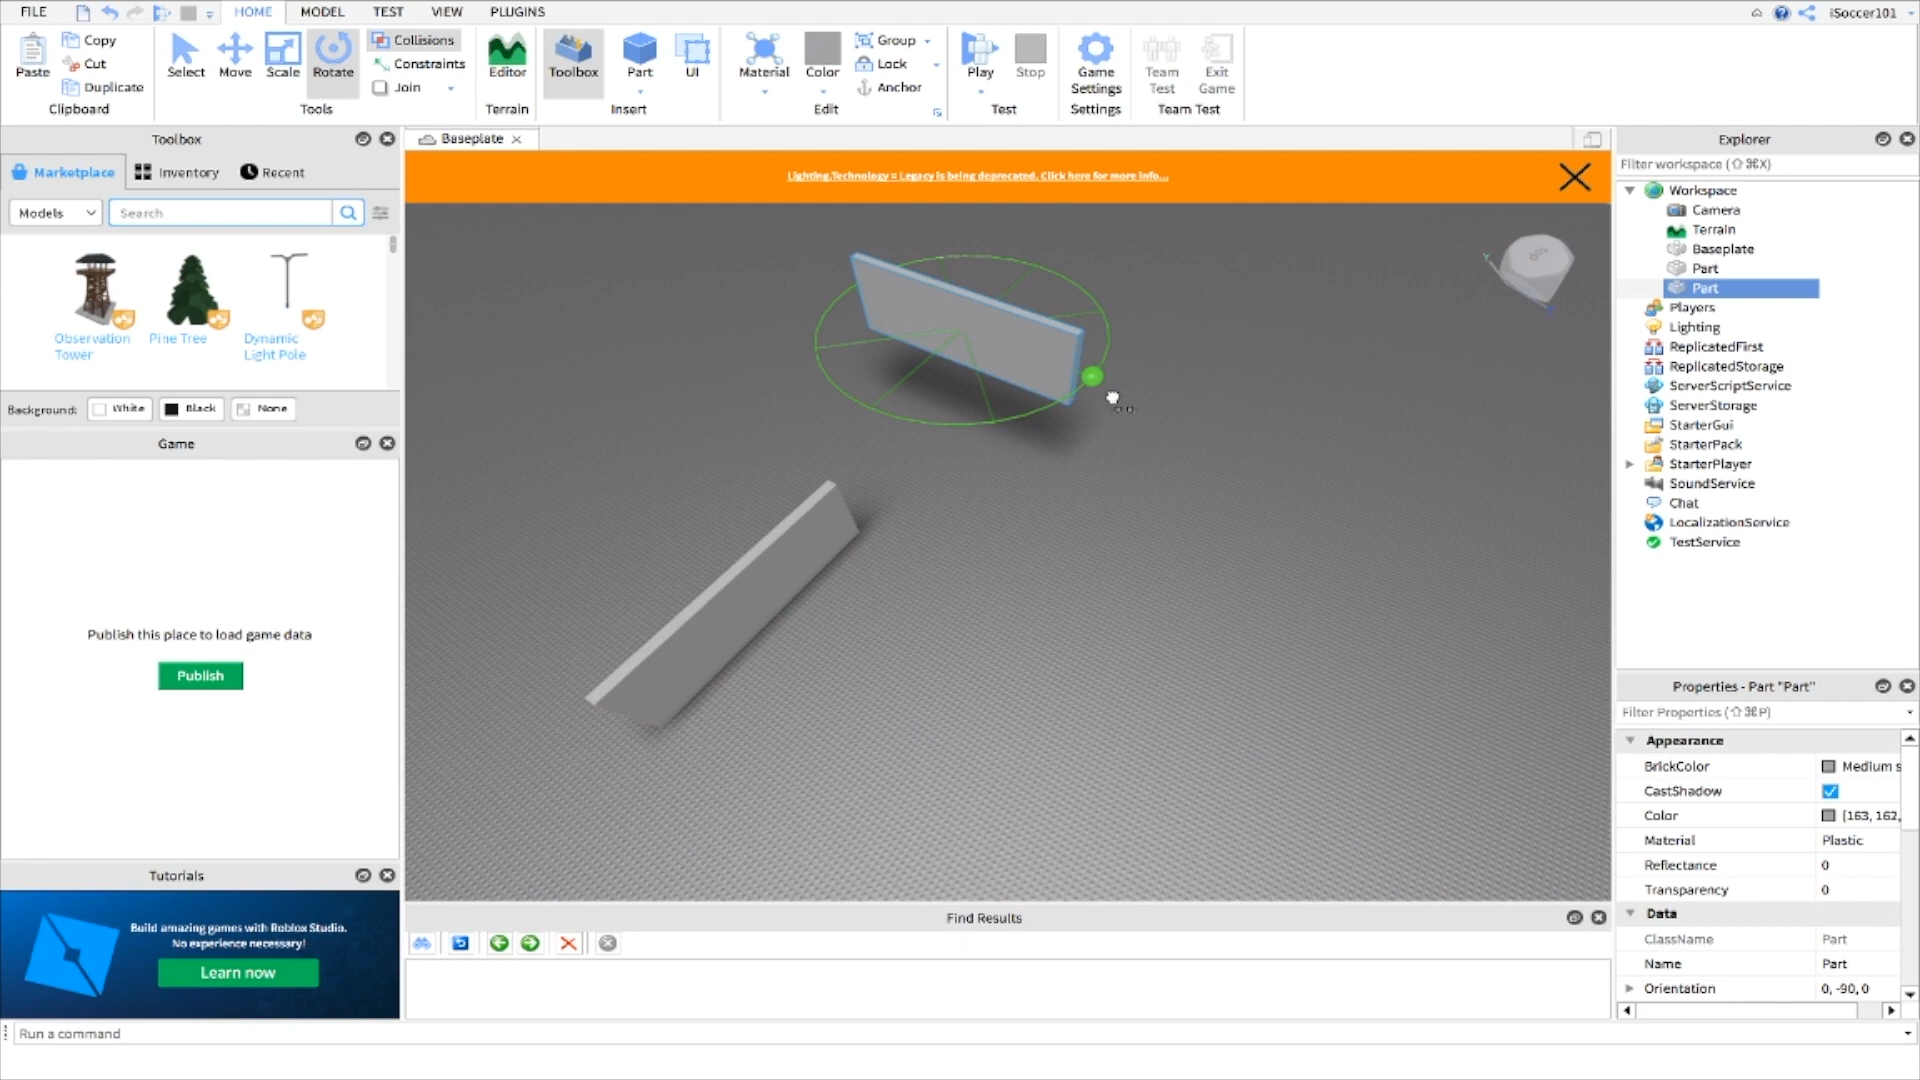 FILE HOME MODEL TEST VIEW PLUGINS iSoccer101
Paste Copy Cut Duplicate Clipboard
Select Move Scale Rotate Collisions Constraints Join Tools
Editor Terrain
Toolbox Part UI Insert
Material Color Group Lock Anchor Edit
Play Stop Test
Game Settings Settings
Team Test Exit Game Team Test
Toolbox
Marketplace Inventory Recent
Models Search
Observation Tower
Pine Tree
Dynamic Light Pole
Background: White Black None
Game
Publish this place to load game data
Publish
Tutorials
Build amazing games with Roblox Studio.
No experience necessary!
Learn now
Run a command
Baseplate
Lighting.Technology = Legacy is being deprecated. Click here for more info...
Find Results
Explorer
Filter workspace (⇧⌘X)
Workspace
Camera
Terrain
Baseplate
Part
Part
Players
Lighting
ReplicatedFirst
ReplicatedStorage
ServerScriptService
ServerStorage
StarterGui
StarterPack
StarterPlayer
SoundService
Chat
LocalizationService
TestService
Properties - Part "Part"
Filter Properties (⇧⌘P)
Appearance
BrickColor Medium s
CastShadow
Color [163, 162,
Material Plastic
Reflectance 0
Transparency 0
Data
ClassName Part
Name Part
Orientation 0, -90, 0